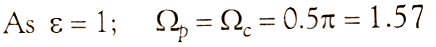 As ε = 1; Ωp = Ωc = 0.5π = 1.57